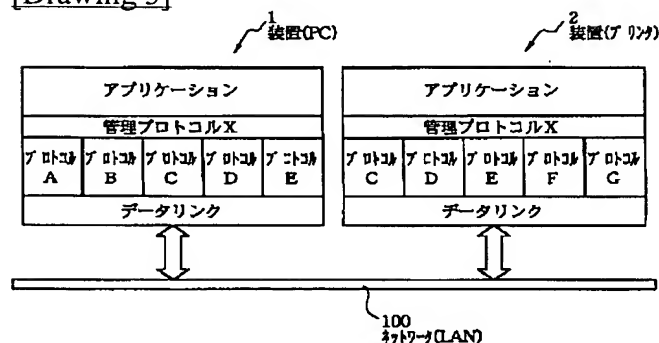 [Drawing 3]
1
装置(PC)
2
装置(プリンタ)
アプリケーション
アプリケーション
管理プロトコルX
管理プロトコルX
プロトコル プロトコル プロトコル プロトコル プロトコル
A B C D E
プロトコル プロトコル プロトコル プロトコル プロトコル
C D E F G
データリンク
データリンク
100
ネットワーク(LAN)